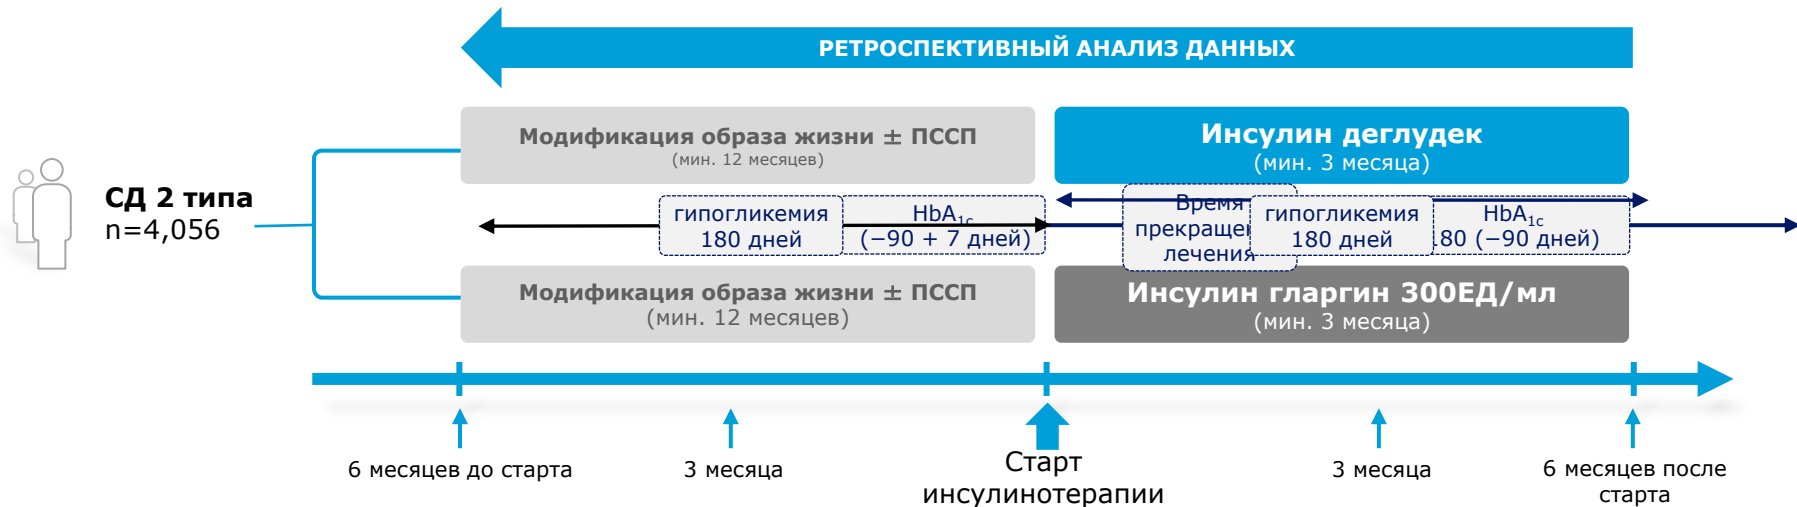 РЕТРОСПЕКТИВНЫЙ АНАЛИЗ ДАННЫХ
Модификация образа жизни ± ПССП
(мин. 12 месяцев)
Инсулин деглудек
(мин. 3 месяца)
СД 2 типа
n=4,056
гипогликемия
180 дней
HbA1c
(−90 + 7 дней)
Время
прекращен
лечения
гипогликемия
180 дней
HbA1c
180 (−90 дней)
Модификация образа жизни ± ПССП
(мин. 12 месяцев)
Инсулин гларгин 300ЕД/мл
(мин. 3 месяца)
6 месяцев до старта
3 месяца
Старт
инсулинотерапии
3 месяца
6 месяцев после
старта